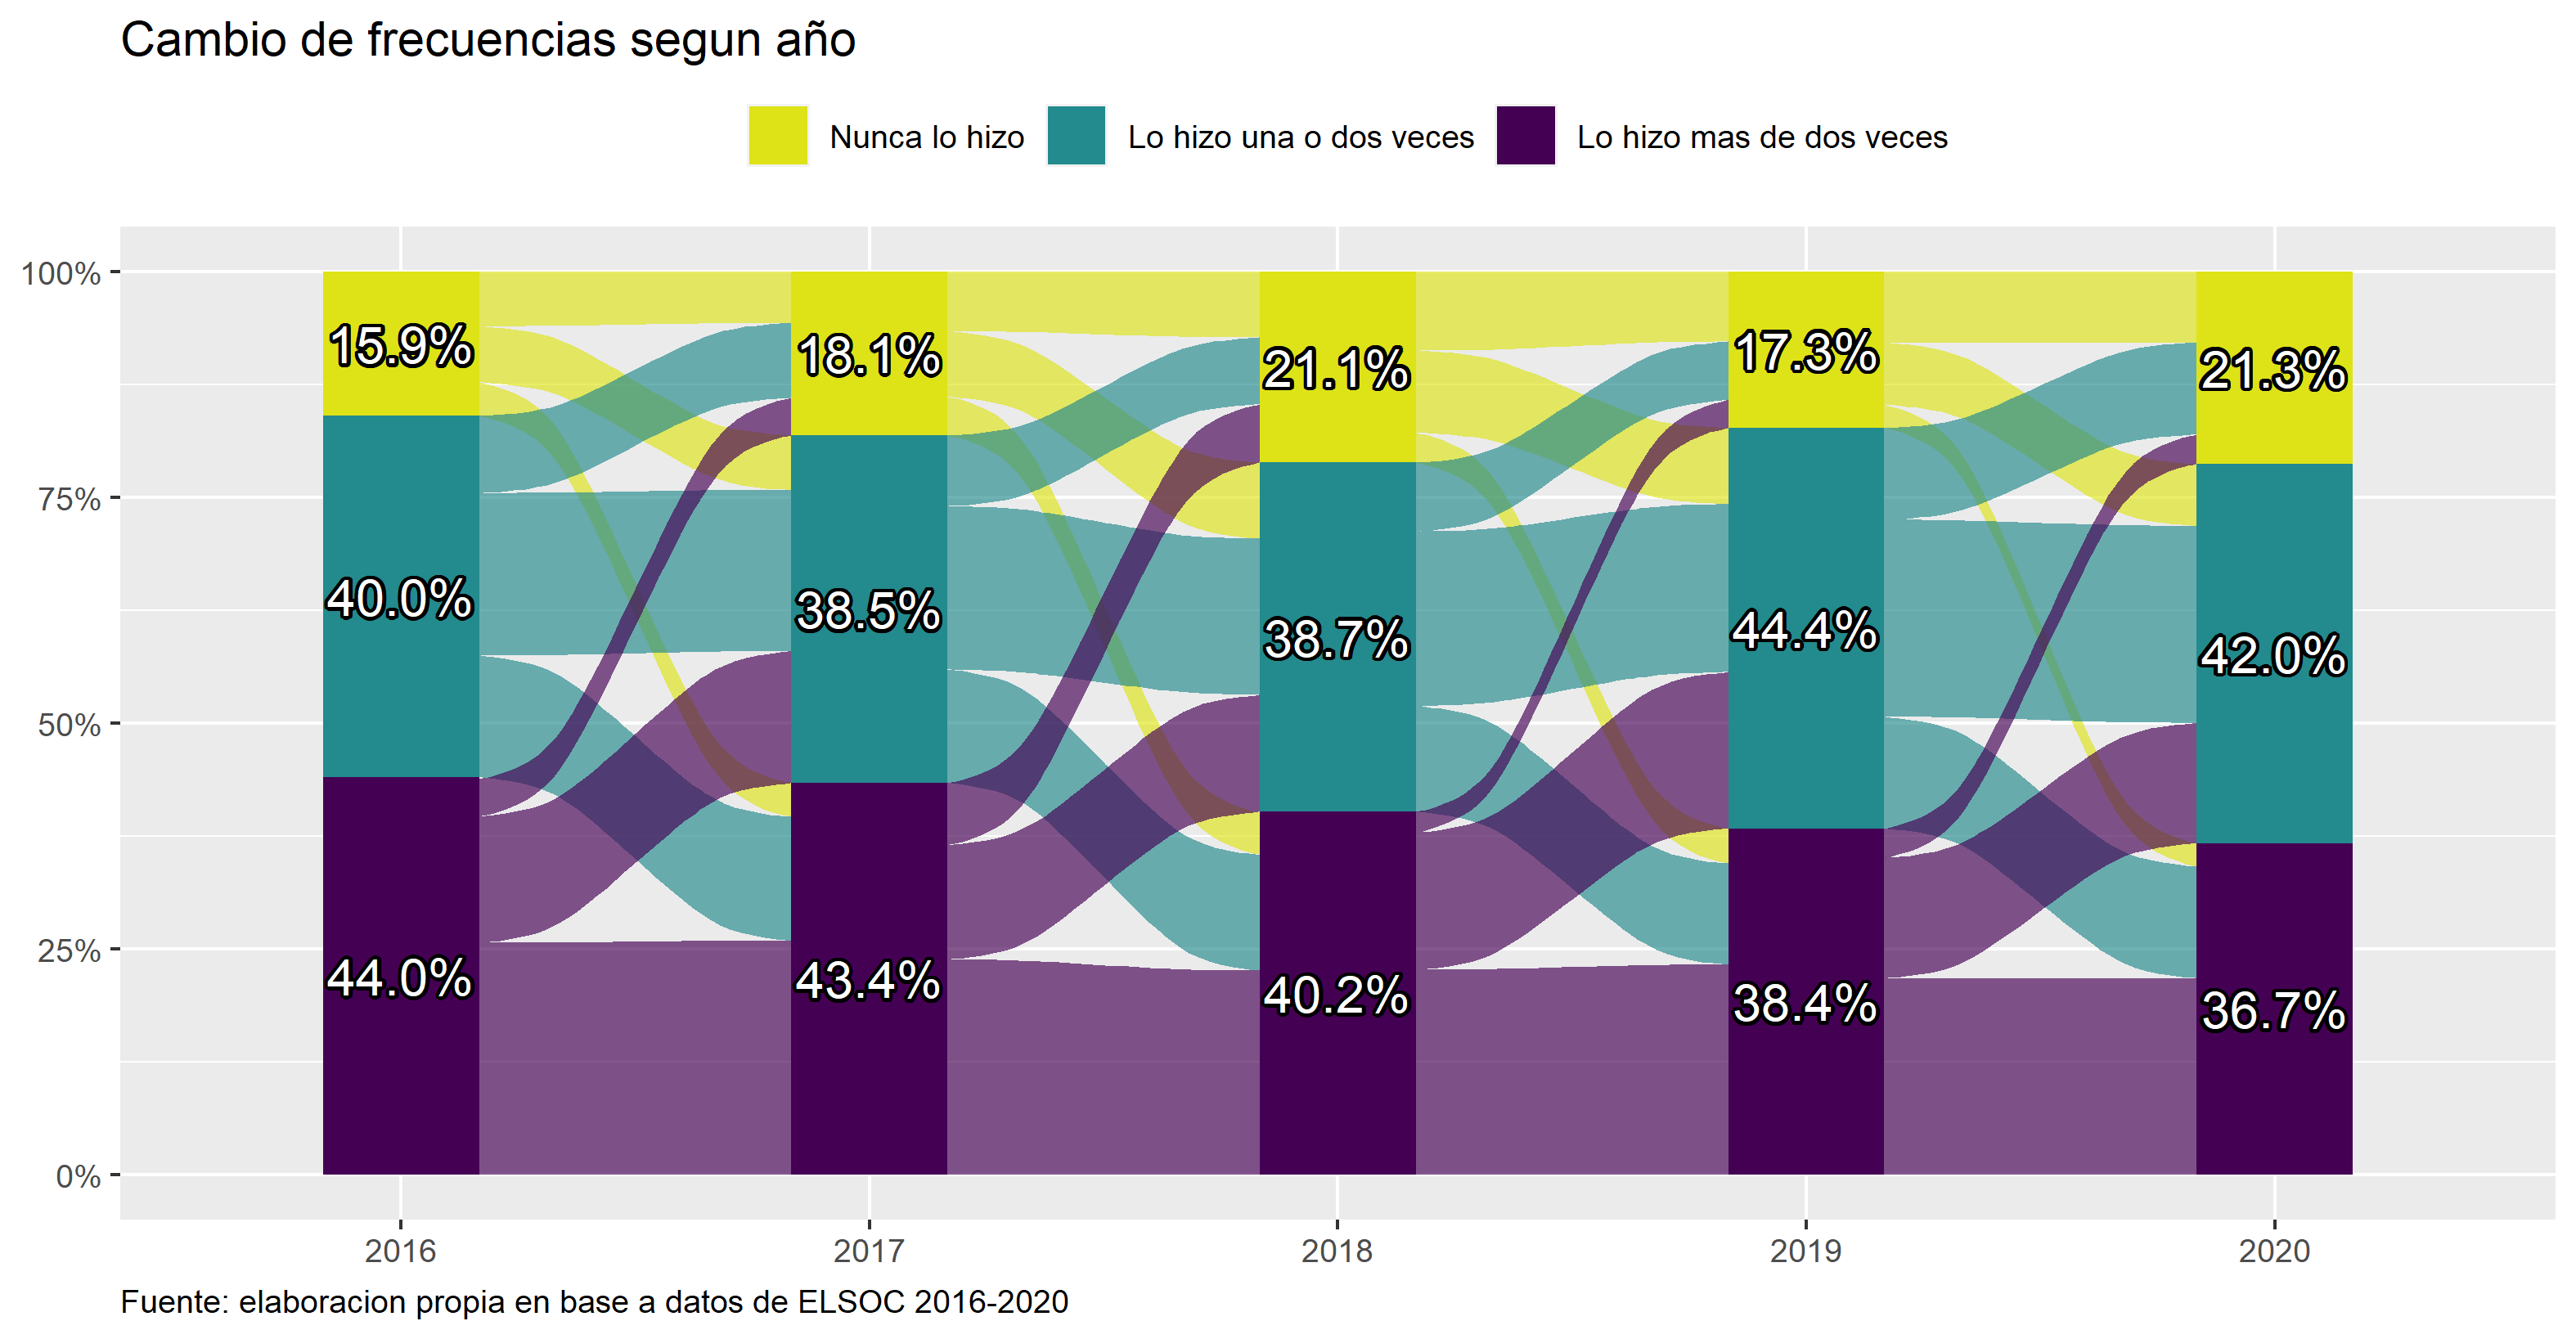 Cambio de frecuencias segun año
Nunca lo hizo Lo hizo una o dos veces Lo hizo mas de dos veces
100%
75%
50%
25%
0%
15.9% 18.1% 21.1% 17.3% 21.3%
40.0% 38.5% 38.7% 44.4% 42.0%
44.0% 43.4% 40.2% 38.4% 36.7%
2016 2017 2018 2019 2020
Fuente: elaboracion propia en base a datos de ELSOC 2016-2020